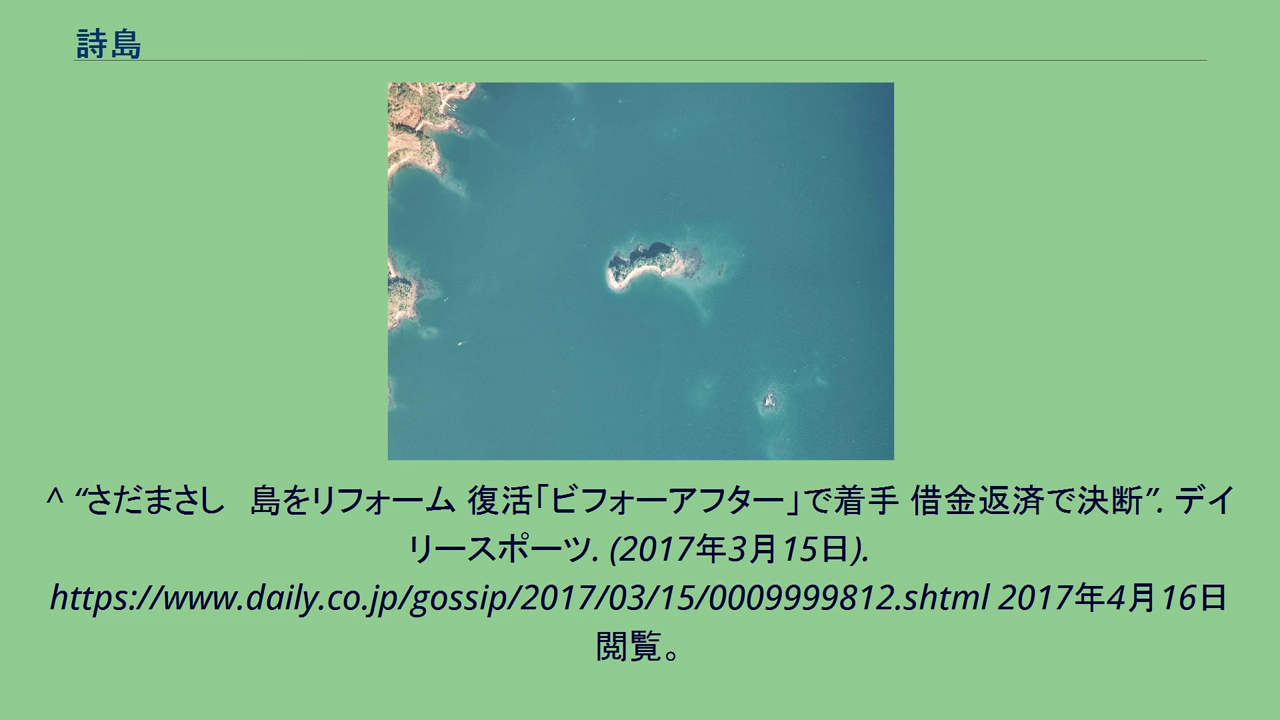 詩島
^ “さだまさし　島をリフォーム 復活｢ビフォーアフター｣で着手 借金返済で決断”. デイ
リースポーツ. (2017年3月15日).
https://www.daily.co.jp/gossip/2017/03/15/0009999812.shtml 2017年4月16日
閲覧。